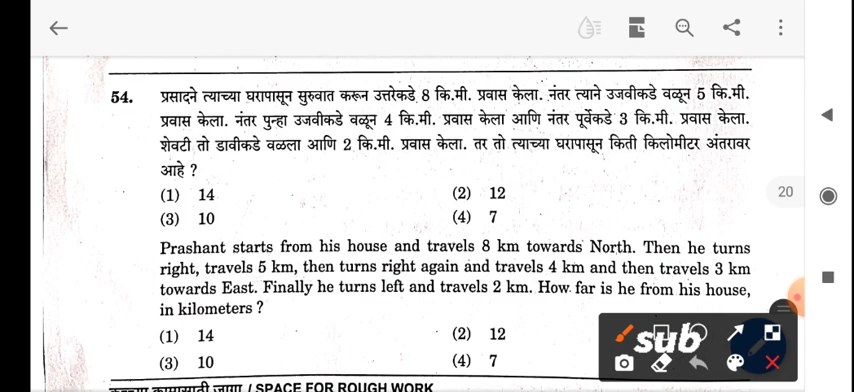 54. प्रसादने त्याच्या घरापासून सुरुवात करून उत्तरेकडे 8 कि.मी. प्रवास केला. नंतर त्याने उजवीकडे वळून 5 कि.मी.
प्रवास केला. नंतर पुन्हा उजवीकडे वळून 4 कि.मी. प्रवास केला आणि नंतर पूर्वेकडे 3 कि.मी. प्रवास केला.
शेवटी तो डावीकडे वळला आणि 2 कि.मी. प्रवास केला. तर तो त्याच्या घरापासून किती किलोमीटर अंतरावर
आहे ?
(1) 14 (2) 12
(3) 10 (4) 7
20
Prashant starts from his house and travels 8 km towards North. Then he turns
right, travels 5 km, then turns right again and travels 4 km and then travels 3 km
towards East. Finally he turns left and travels 2 km. How far is he from his house,
in kilometers ?
(1) 14 (2) 12
(3) 10 (4) 7
sub
कच्च्या कामासाठी जागा / SPACE FOR ROUGH WORK